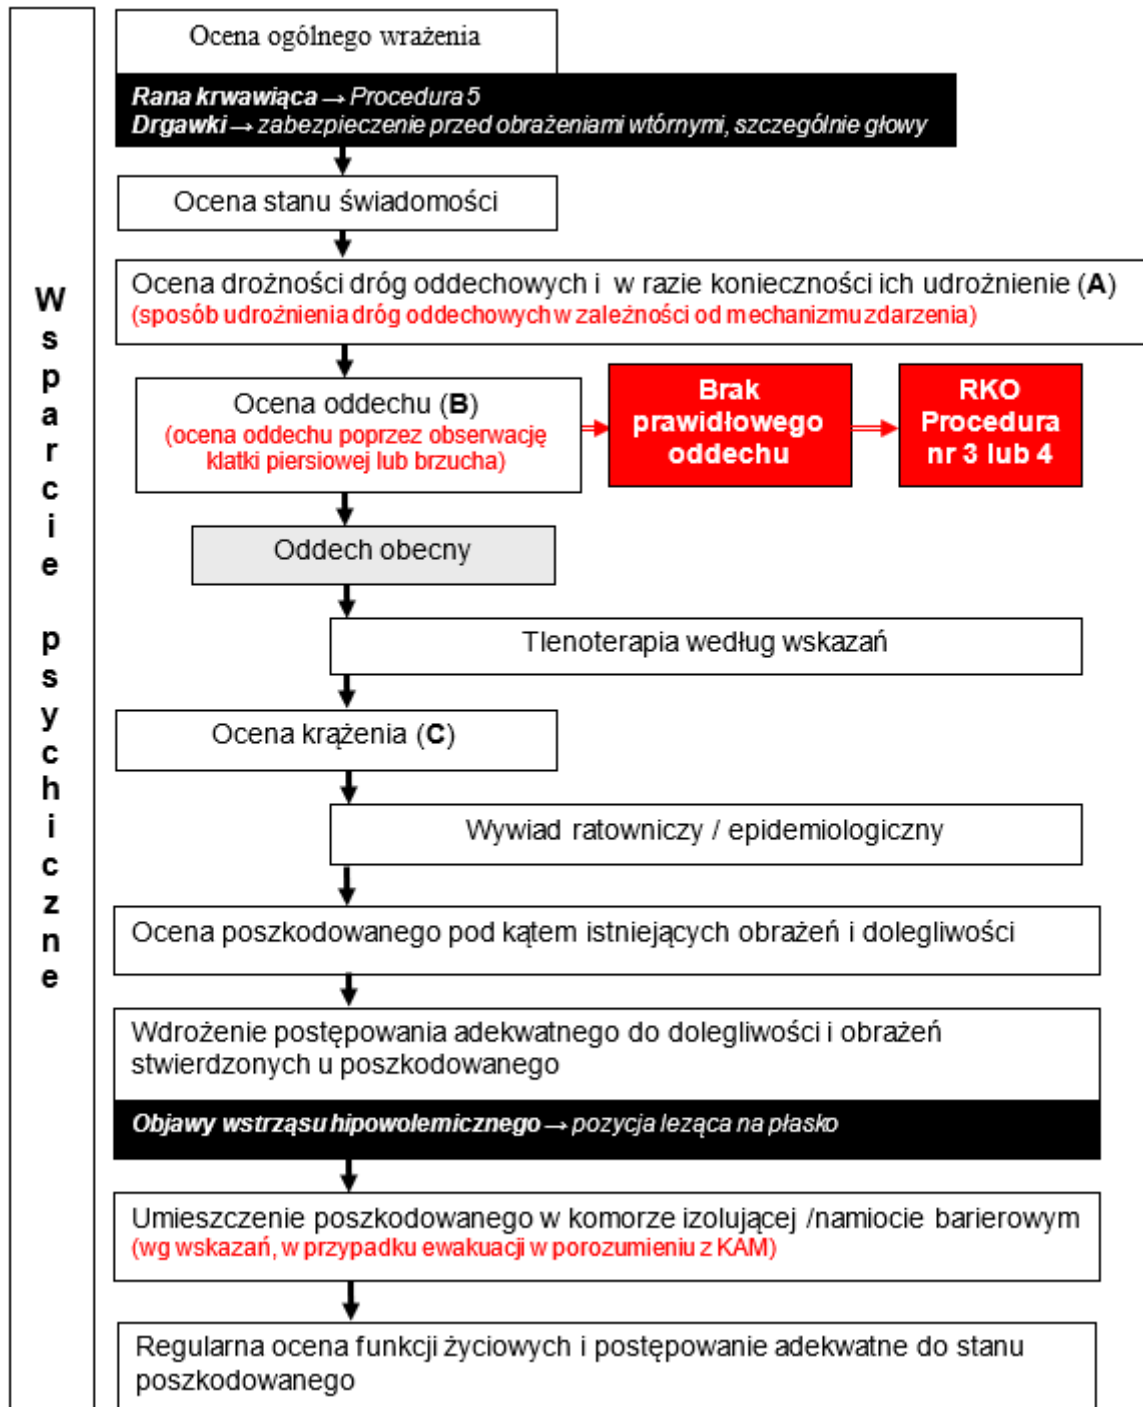 Wsparcie psychiczne
Ocena ogólnego wrażenia
Rana krwawiąca → Procedura 5
Drgawki → zabezpieczenie przed obrażeniami wtórnymi, szczególnie głowy
Ocena stanu świadomości
Ocena drożności dróg oddechowych i w razie konieczności ich udrożnienie (A)
(sposób udrożnienia dróg oddechowych w zależności od mechanizmu zdarzenia)
Ocena oddechu (B)
(ocena oddechu poprzez obserwację
klatki piersiowej lub brzucha)
Brak
prawidłowego
oddechu
RKO
Procedura
nr 3 lub 4
Oddech obecny
Tlenoterapia według wskazań
Ocena krążenia (C)
Wywiad ratowniczy / epidemiologiczny
Ocena poszkodowanego pod kątem istniejących obrażeń i dolegliwości
Wdrożenie postępowania adekwatnego do dolegliwości i obrażeń
stwierdzonych u poszkodowanego
Objawy wstrząsu hipowolemicznego → pozycja leżąca na płasko
Umieszczenie poszkodowanego w komorze izolującej /namiocie barierowym
(wg wskazań, w przypadku ewakuacji w porozumieniu z KAM)
Regularna ocena funkcji życiowych i postępowanie adekwatne do stanu
poszkodowanego